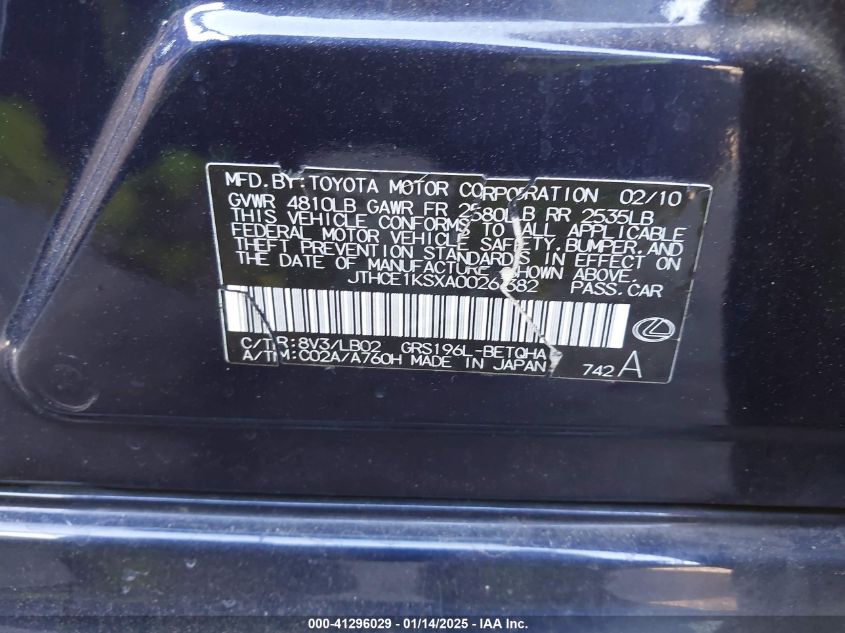 MFD.BY:TOYOTA MOTOR CORPORATION 02/10
GVWR 4810LB GAWR FR 2580LB RR 2535LB
THIS VEHICLE CONFORMS TO ALL APPLICABLE
FEDERAL MOTOR VEHICLE SAFETY,BUMPER,AND
THEFT PREVENTION STANDARDS IN EFFECT ON
THE DATE OF MANUFACTURE SHOWN ABOVE.
PASS.CAR
C/TR:8V3/LB02 GRS196L-BETQHA
A/TM:C02A/A760H MADE IN JAPAN 742 A
000-41296029 - 01/14/2025 - IAA Inc.